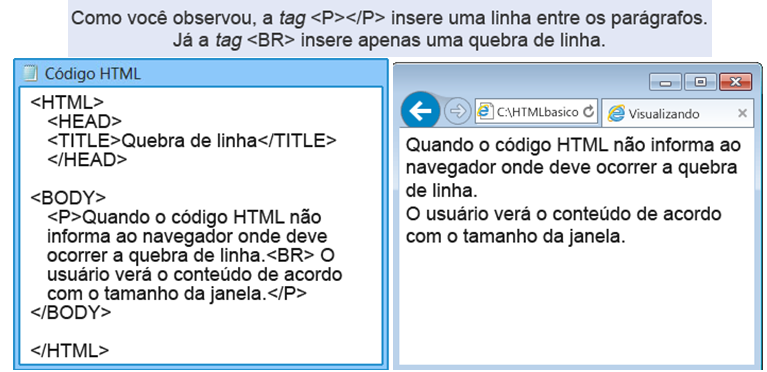 Como você observou, a tag <P></P> insere uma linha entre os parágrafos.
Já a tag <BR> insere apenas uma quebra de linha.
Código HTML
<HTML>
<HEAD>
<TITLE>Quebra de linha</TITLE>
</HEAD>
<BODY>
<P>Quando o código HTML não
informa ao navegador onde deve
ocorrer a quebra de linha.<BR> O
usuário verá o conteúdo de acordo
com o tamanho da janela.</P>
</BODY>
</HTML>
C:\HTMLbasico
Visualizando
Quando o código HTML não informa ao
navegador onde deve ocorrer a quebra
de linha.
O usuário verá o conteúdo de acordo
com o tamanho da janela.